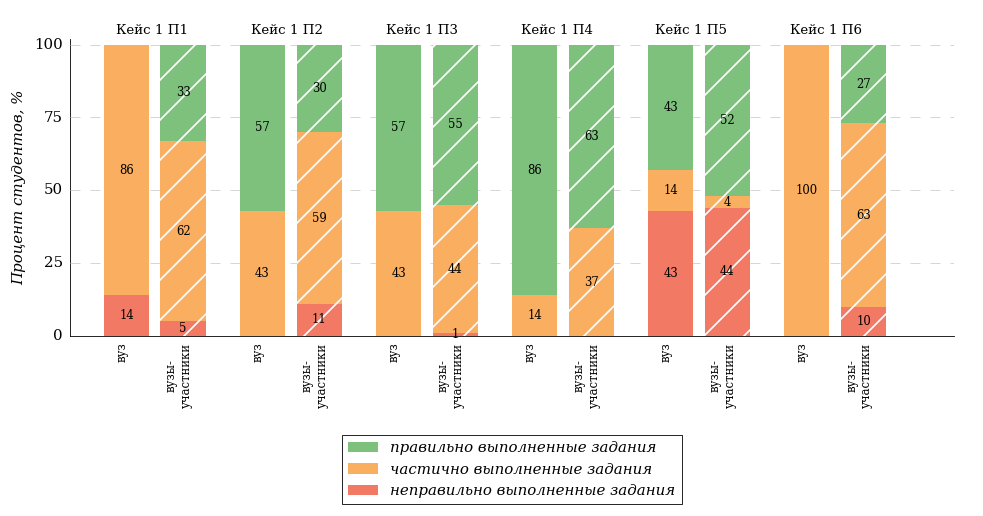 Кейс 1 П1 Кейс 1 П2 Кейс 1 П3 Кейс 1 П4 Кейс 1 П5 Кейс 1 П6
Процент студентов, %
100
75
50
25
0
86
14
33
62
5
57
43
30
59
11
57
43
55
44
1
86
14
63
37
43
14
43
52
4
44
100
27
63
10
вуз
вузы-
участники
вуз
вузы-
участники
вуз
вузы-
участники
вуз
вузы-
участники
вуз
вузы-
участники
вуз
вузы-
участники
правильно выполненные задания
частично выполненные задания
неправильно выполненные задания